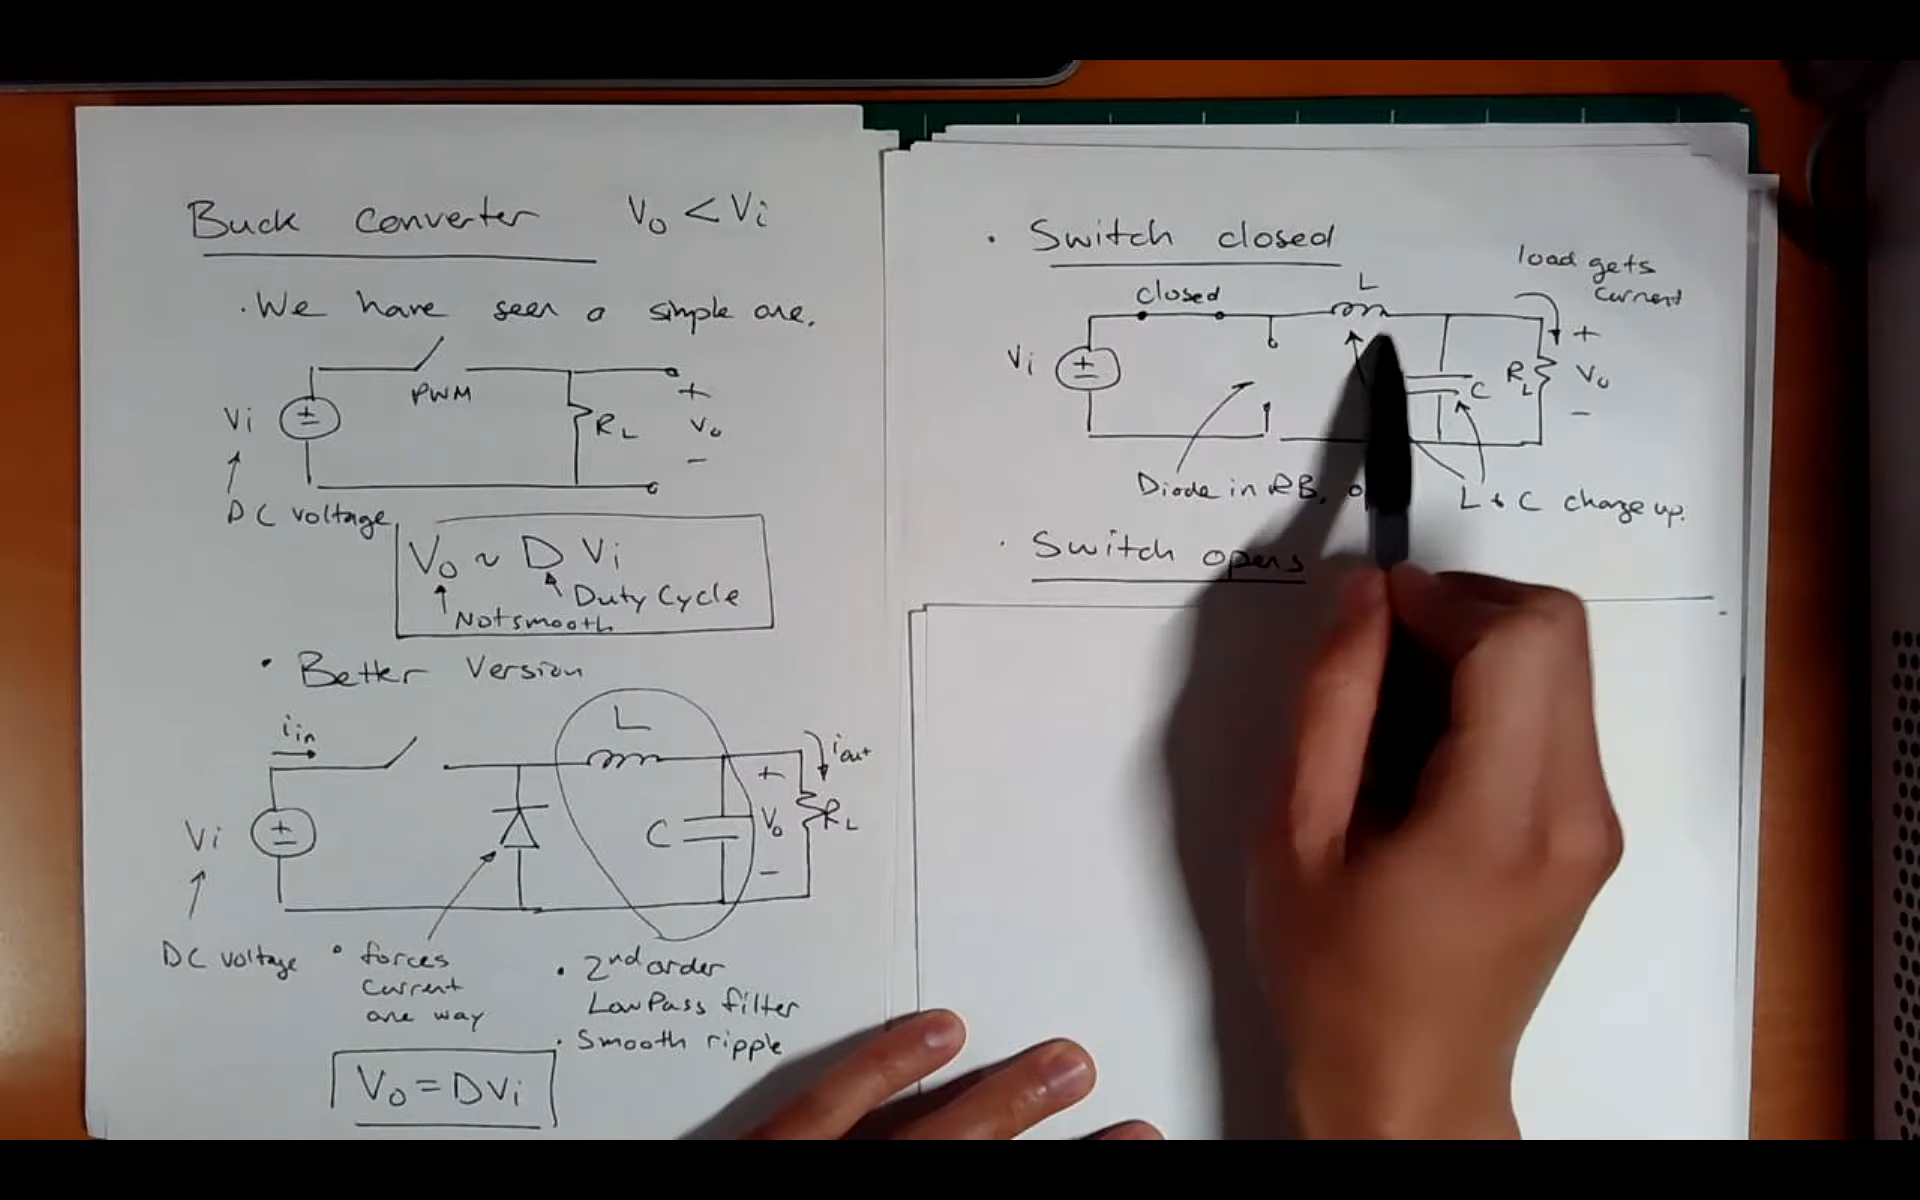 Buck Converter Vo < Vi
. We have seen a simple one.
PWM
Vi
+
-
RL
+
Vo
-
DC voltage
Vo ~ D Vi
Duty Cycle
Not smooth
• Better Version
iin
L
iout
Vi
+
-
C
+
Vo
-
RL
DC voltage
• forces
current
one way
• 2nd order
LowPass filter
• Smooth ripple
Vo = DVi
• Switch closed
load gets
current
closed
L
Vi
+
-
C
RL
+
Vo
-
Diode in RB,
L & C charge up.
• Switch opens